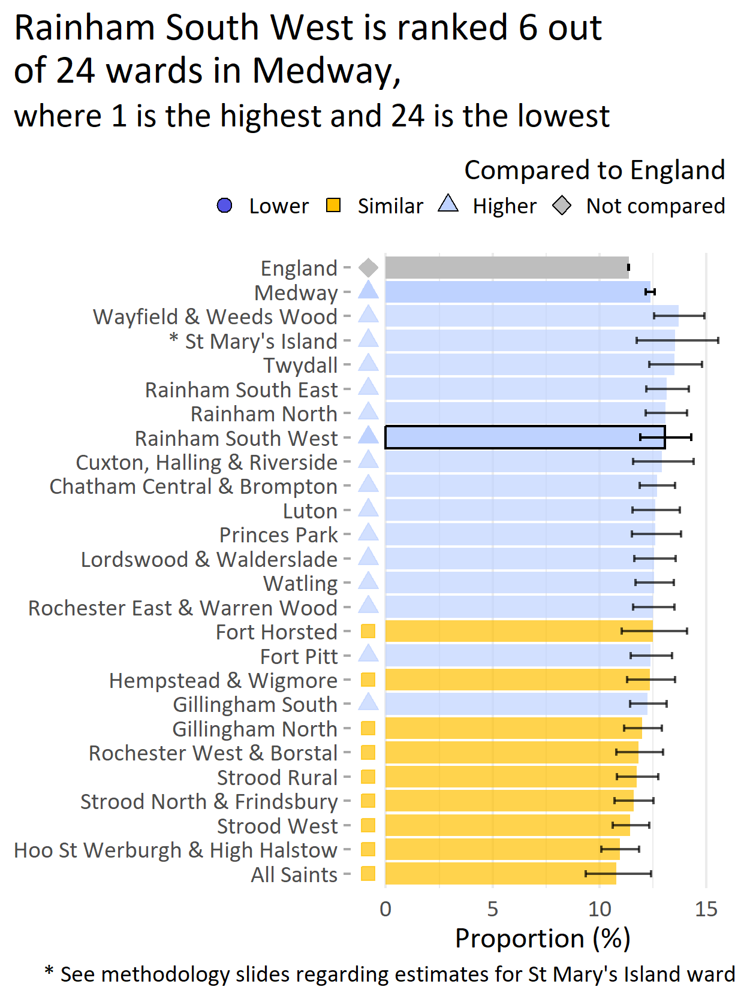 Rainham South West is ranked 6 out
of 24 wards in Medway,
where 1 is the highest and 24 is the lowest
Compared to England
Lower Similar Higher Not compared
England
Medway
Wayfield & Weeds Wood
* St Mary's Island
Twydall
Rainham South East
Rainham North
Rainham South West
Cuxton, Halling & Riverside
Chatham Central & Brompton
Luton
Princes Park
Lordswood & Walderslade
Watling
Rochester East & Warren Wood
Fort Horsted
Fort Pitt
Hempstead & Wigmore
Gillingham South
Gillingham North
Rochester West & Borstal
Strood Rural
Strood North & Frindsbury
Strood West
Hoo St Werburgh & High Halstow
All Saints
0 5 10 15
Proportion (%)
* See methodology slides regarding estimates for St Mary's Island ward